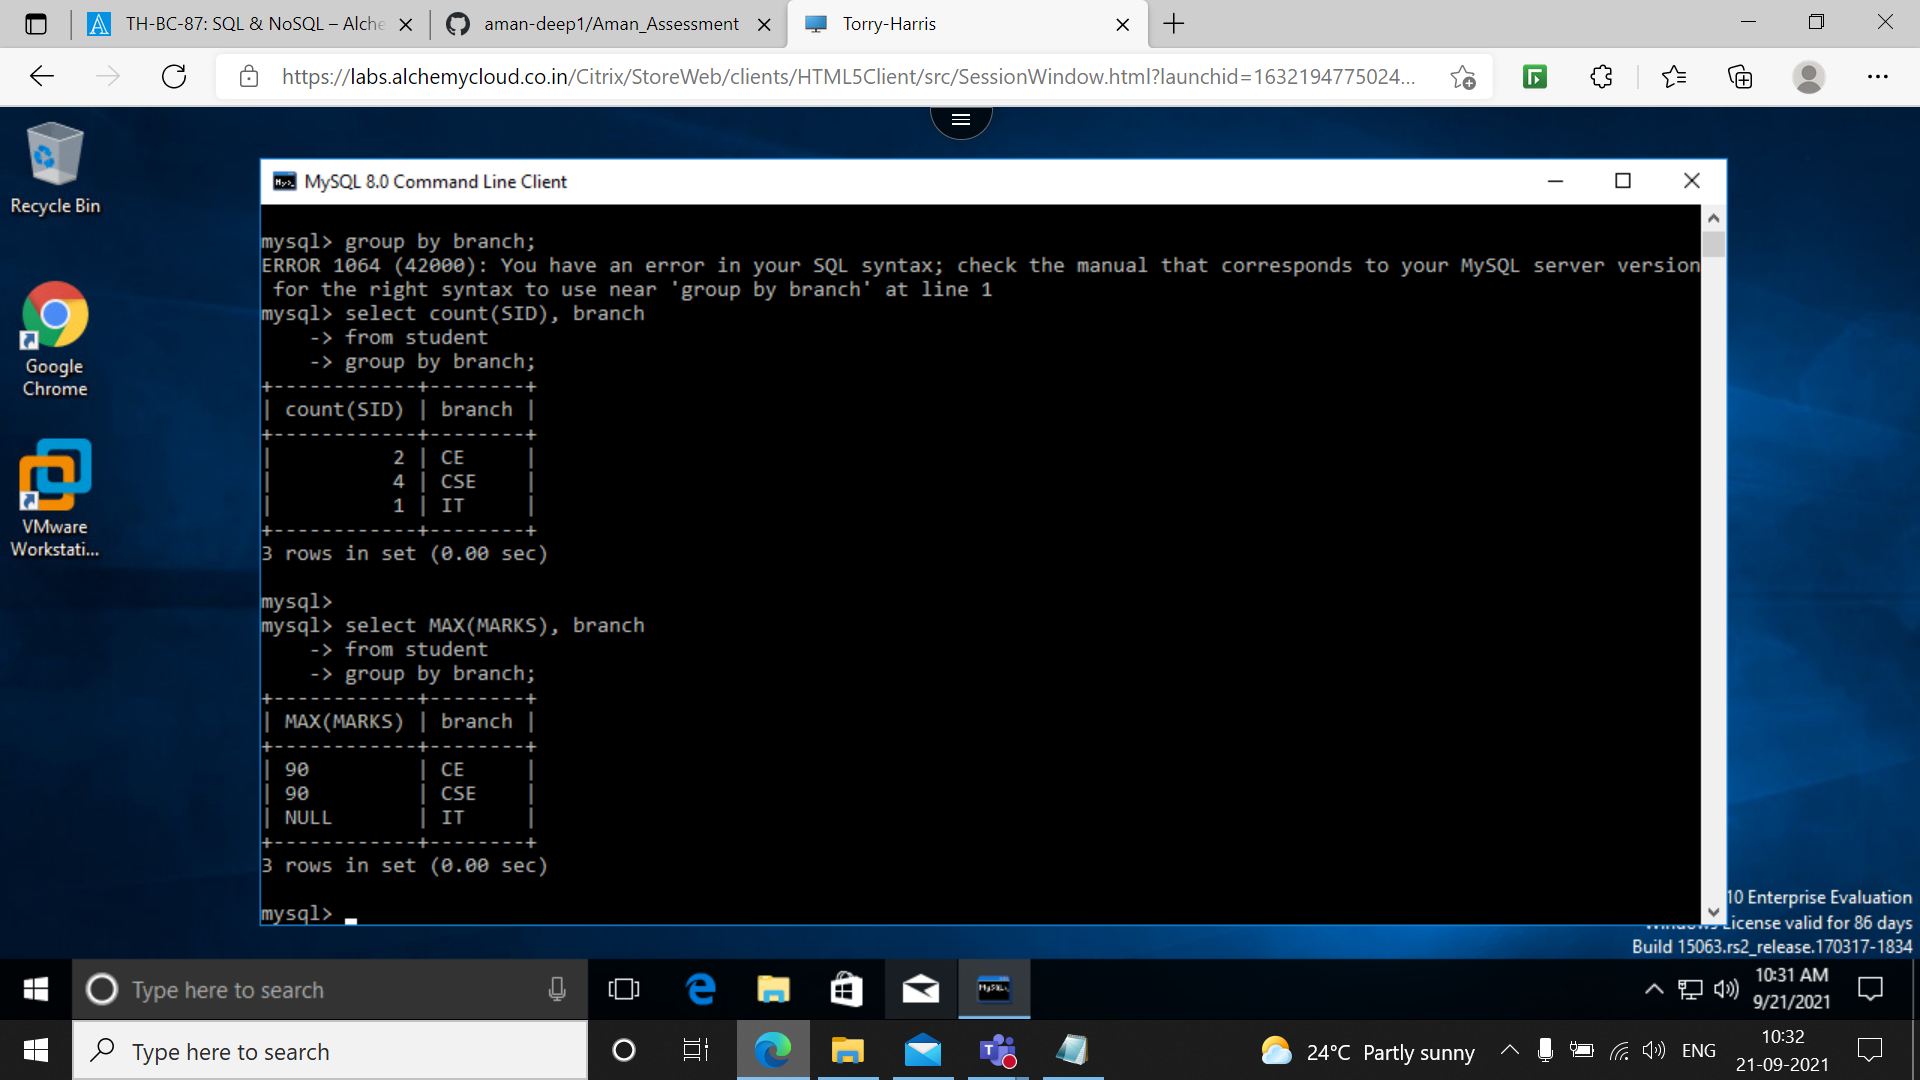 TH-BC-87: SQL & NoSQL – Alche
aman-deep1/Aman_Assessment
Torry-Harris
https://labs.alchemycloud.co.in/Citrix/StoreWeb/clients/HTML5Client/src/SessionWindow.html?launchid=1632194775024...
Recycle Bin
Google
Chrome
VMware
Workstati...
MySQL 8.0 Command Line Client
mysql> group by branch;
ERROR 1064 (42000): You have an error in your SQL syntax; check the manual that corresponds to your MySQL server version
 for the right syntax to use near 'group by branch' at line 1
mysql> select count(SID), branch
    -> from student
    -> group by branch;
+------------+--------+
| count(SID) | branch |
+------------+--------+
|          2 | CE     |
|          4 | CSE    |
|          1 | IT     |
+------------+--------+
3 rows in set (0.00 sec)
mysql>
mysql> select MAX(MARKS), branch
    -> from student
    -> group by branch;
+------------+--------+
| MAX(MARKS) | branch |
+------------+--------+
| 90         | CE     |
| 90         | CSE    |
| NULL       | IT     |
+------------+--------+
3 rows in set (0.00 sec)
mysql>
10 Enterprise Evaluation
Windows License valid for 86 days
Build 15063.rs2_release.170317-1834
Type here to search
10:31 AM
9/21/2021
Type here to search
24°C Partly sunny
ENG
10:32
21-09-2021